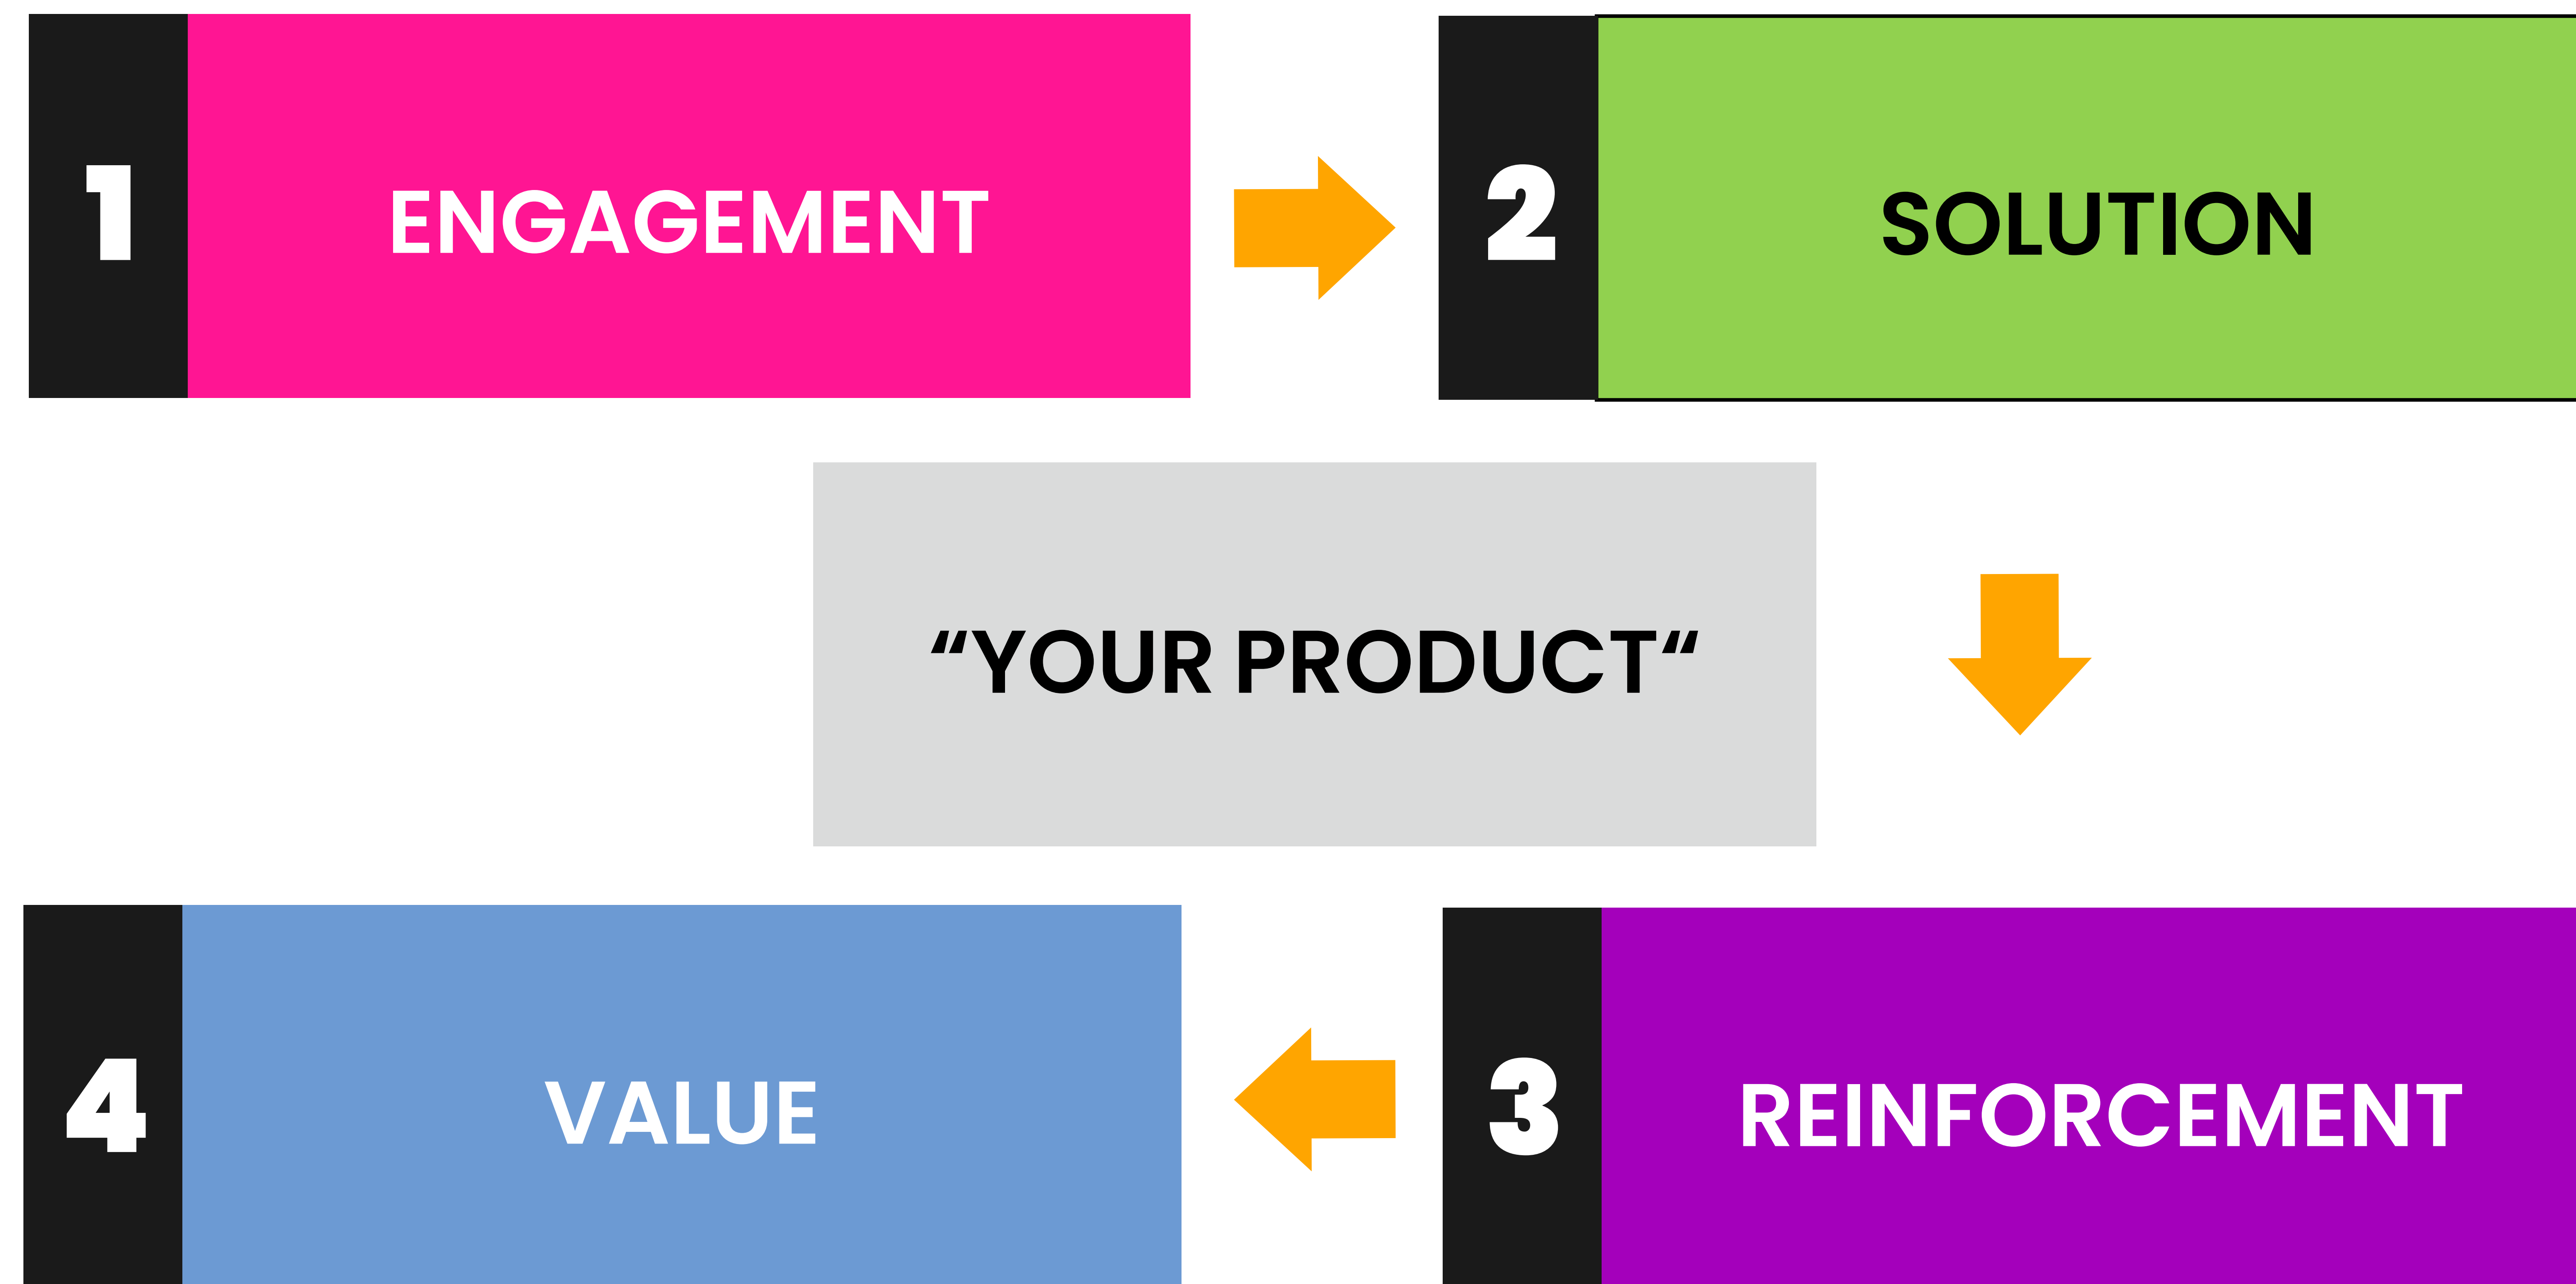 1
ENGAGEMENT
2
SOLUTION
“YOUR PRODUCT“
4
VALUE
3
REINFORCEMENT